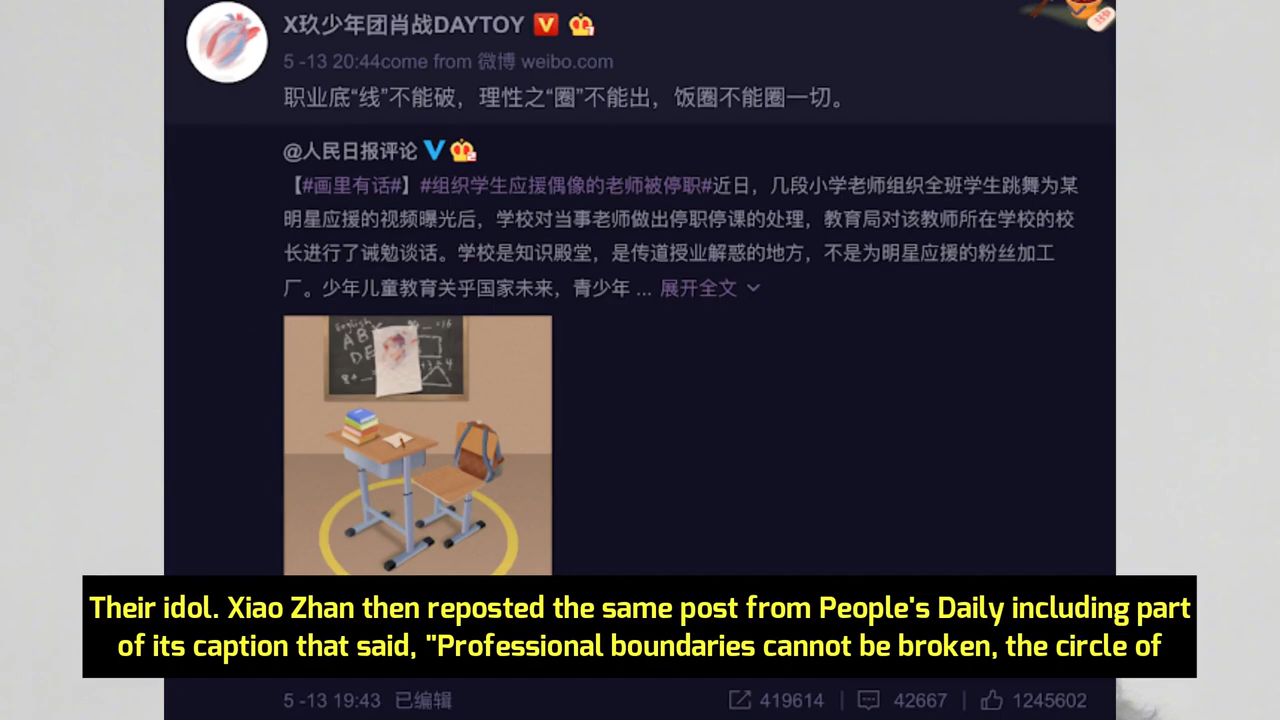 X玖少年团肖战DAYTOY
5 -13 20:44come from 微博 weibo.com
职业底“线”不能破，理性之“圈”不能出，饭圈不能圈一切。
@人民日报评论
【#画里有话#】#组织学生应援偶像的老师被停职#近日，几段小学老师组织全班学生跳舞为某
明星应援的视频曝光后，学校对当事老师做出停职停课的处理，教育局对该教师所在学校的校
长进行了诫勉谈话。学校是知识殿堂，是传道授业解惑的地方，不是为明星应援的粉丝加工
厂。少年儿童教育关乎国家未来，青少年 ... 展开全文
English
AB
DE
Their idol. Xiao Zhan then reposted the same post from People's Daily including part
of its caption that said, "Professional boundaries cannot be broken, the circle of
5 -13 19:43 已编辑 419614 42667 1245602